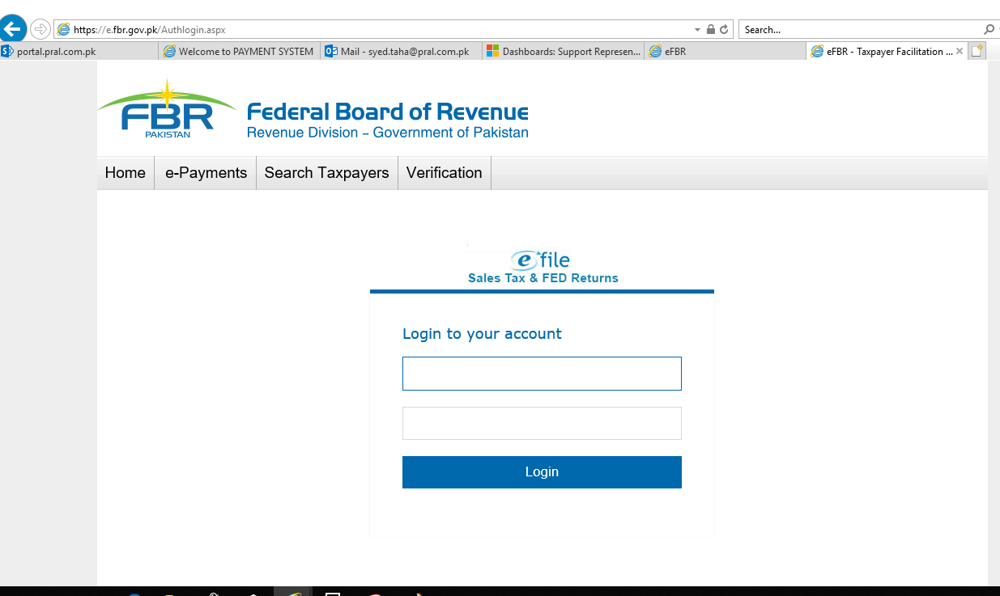 https://e.fbr.gov.pk/Authlogin.aspx
Search...
portal.pral.com.pk
Welcome to PAYMENT SYSTEM
Mail - syed.taha@pral.com.pk
Dashboards: Support Represen...
eFBR
eFBR - Taxpayer Facilitation ...
FBR
PAKISTAN
Federal Board of Revenue
Revenue Division – Government of Pakistan
Home
e-Payments
Search Taxpayers
Verification
e file
Sales Tax & FED Returns
Login to your account
Login